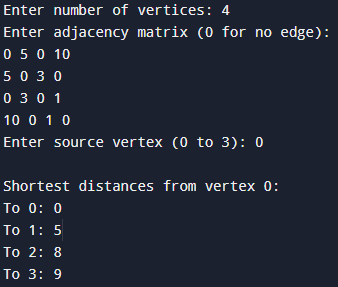 Enter number of vertices: 4
Enter adjacency matrix (0 for no edge):
0 5 0 10
5 0 3 0
0 3 0 1
10 0 1 0
Enter source vertex (0 to 3): 0
Shortest distances from vertex 0:
To 0: 0
To 1: 5
To 2: 8
To 3: 9